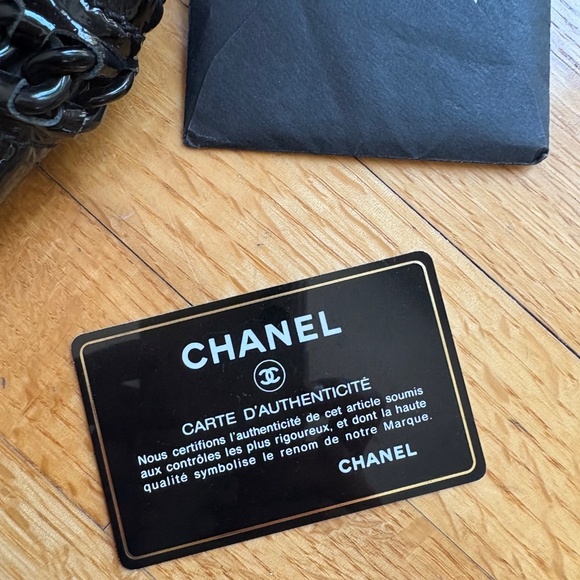 CHANEL
CARTE D'AUTHENTICITÉ
Nous certifions l'authenticité de cet article soumis
aux contrôles les plus rigoureux, et dont la haute
qualité symbolise le renom de notre Marque.
CHANEL